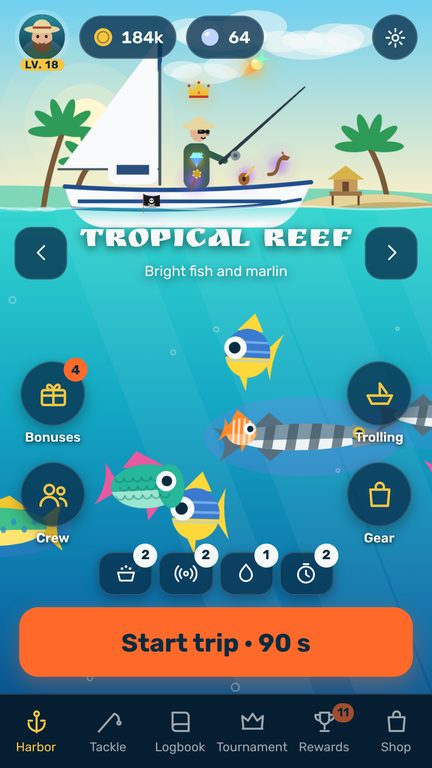 184k
64
LV. 18
TROPICAL REEF
Bright fish and marlin
4
Bonuses
Trolling
Crew
Gear
2
2
1
2
Start trip • 90 s
11
Harbor
Tackle
Logbook
Tournament
Rewards
Shop